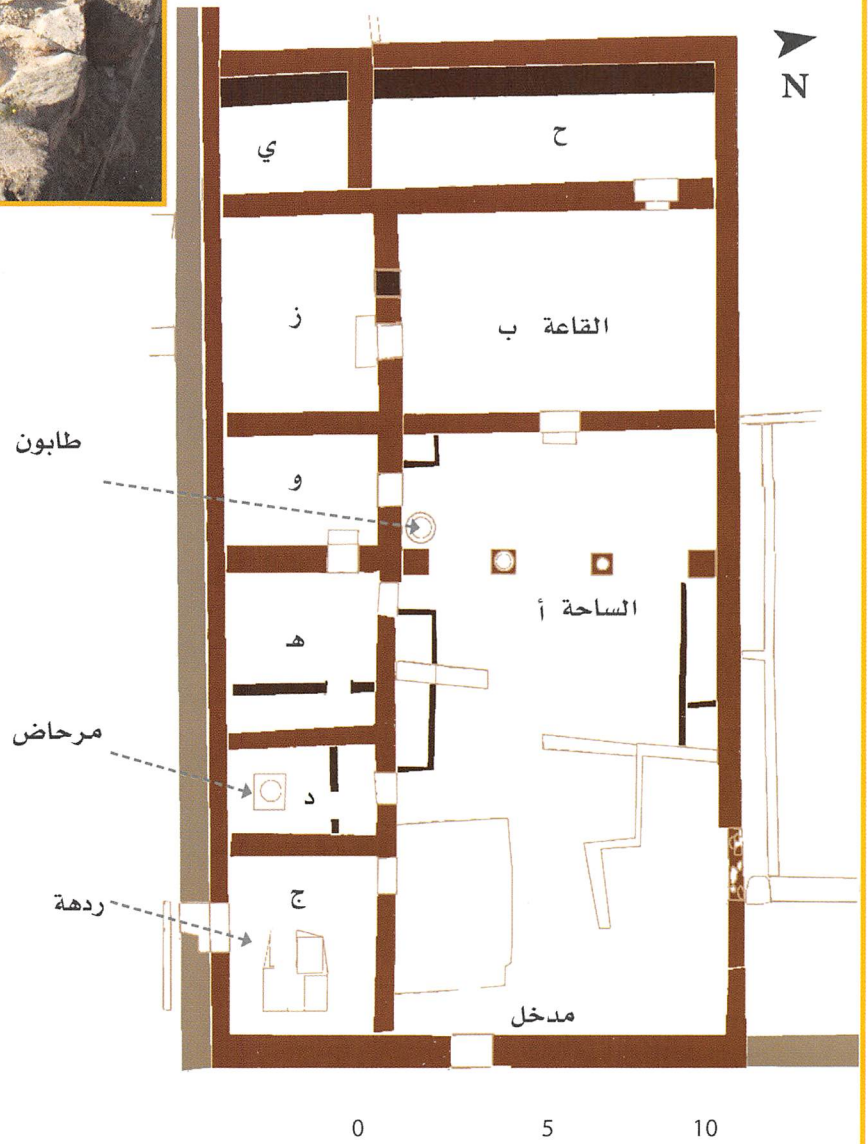 N
ح
ي
ز
القاعة ب
طابون
و
الساحة أ
هـ
مرحاض
د
ردهة
ج
مدخل
0 5 10